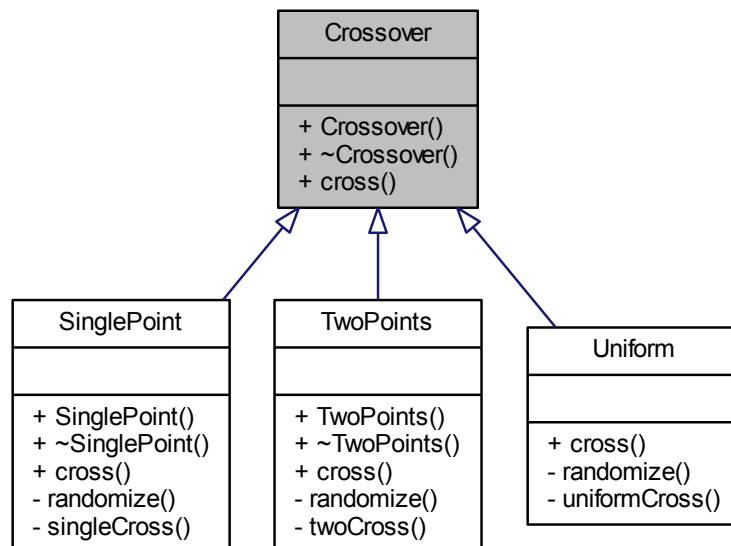 Crossover
+ Crossover()
+ ~Crossover()
+ cross()
SinglePoint
+ SinglePoint()
+ ~SinglePoint()
+ cross()
- randomize()
- singleCross()
TwoPoints
+ TwoPoints()
+ ~TwoPoints()
+ cross()
- randomize()
- twoCross()
Uniform
+ cross()
- randomize()
- uniformCross()